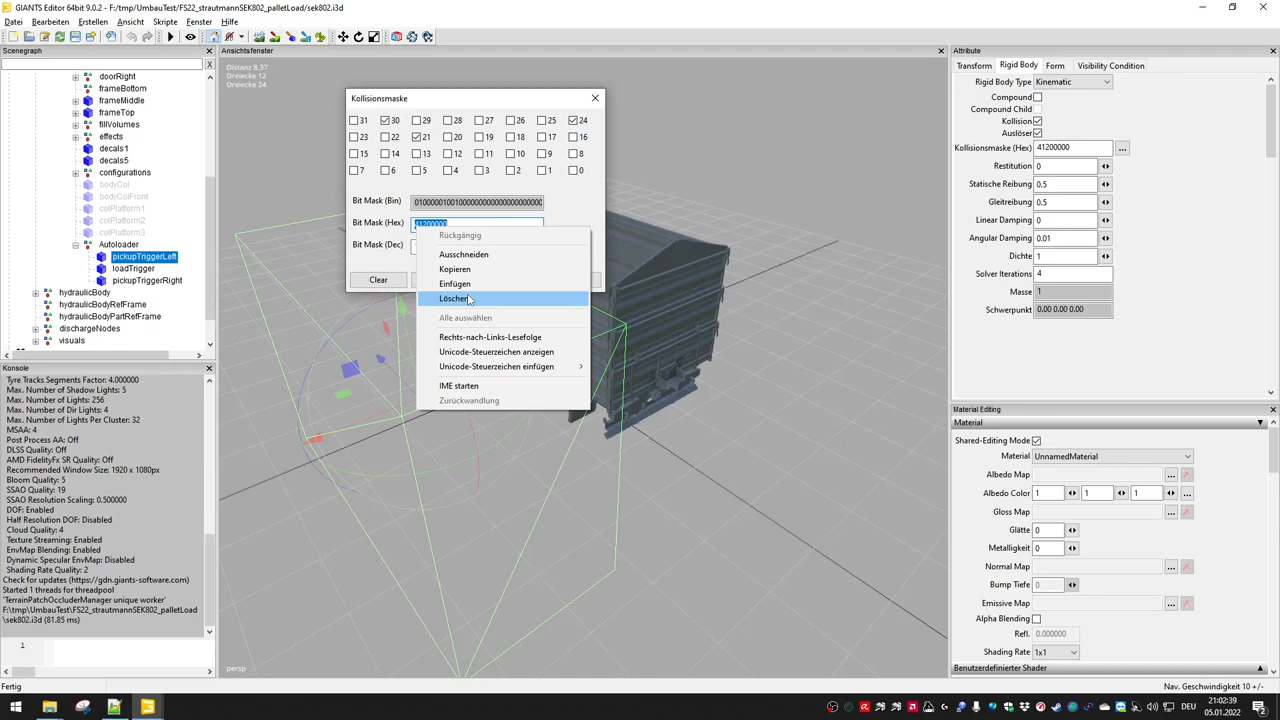 GIANTS Editor 64bit 9.0.2 - F:/tmp/UmbauTest/FS22_strautmannSEK802_palletLoad/sek802.i3d
Datei Bearbeiten Erstellen Ansicht Skripte Fenster Hilfe
Scenegraph
X
doorRight
frameBottom
frameMiddle
frameTop
fillVolumes
effects
decals1
decals5
configurations
bodyCol
bodyColFront
colPlatform1
colPlatform2
colPlatform3
Autoloader
pickupTriggerLeft
loadTrigger
pickupTriggerRight
hydraulicBody
hydraulicBodyRefFrame
hydraulicBodyPartRefFrame
dischargeNodes
visuals
Konsole
Tyre Tracks Segments Factor: 4.000000
Max. Number of Shadow Lights: 5
Max. Number of Lights: 256
Max. Number of Dir Lights: 4
Max. Number of Lights Per Cluster: 32
MSAA: 4
Post Process AA: Off
DLSS Quality: Off
AMD FidelityFx SR Quality: Off
Recommended Window Size: 1920 x 1080px
Bloom Quality: 5
SSAO Quality: 19
SSAO Resolution Scaling: 0.500000
DOF: Enabled
Half Resolution DOF: Disabled
Cloud Quality: 4
Texture Streaming: Enabled
EnvMap Blending: Enabled
Dynamic Specular EnvMap: Disabled
Shading Rate Quality: 2
Check for updates (https://gdn.giants-software.com)
Started 1 threads for threadpool
'TerrainPatchOccluderManager unique worker'
F:\tmp\UmbauTest\FS22_strautmannSEK802_palletLoad
\sek802.i3d (81.85 ms)
1
Fertig
Ansichtsfenster
Distanz 8,37
Dreiecke 12
Dreiecke 24
persp
Kollisionsmaske
31 30 29 28 27 26 25 24
23 22 21 20 19 18 17 16
15 14 13 12 11 10 9 8
7 6 5 4 3 2 1 0
Bit Mask (Bin) 01000001001000000000000000000000
Bit Mask (Hex) 41200000
Bit Mask (Dec)
Clear
Rückgängig
Ausschneiden
Kopieren
Einfügen
Löschen
Alle auswählen
Rechts-nach-Links-Lesefolge
Unicode-Steuerzeichen anzeigen
Unicode-Steuerzeichen einfügen
IME starten
Zurückwandlung
Attribute
Transform Rigid Body Form Visibility Condition
Rigid Body Type Kinematic
Compound
Compound Child
Kollision
Auslöser
Kollisionsmaske (Hex) 41200000 ...
Restitution 0
Statische Reibung 0.5
Gleitreibung 0.5
Linear Damping 0
Angular Damping 0.01
Dichte 1
Solver Iterations 4
Masse 1
Schwerpunkt 0.00 0.00 0.00
Material Editing
Material
Shared-Editing Mode
Material UnnamedMaterial
Albedo Map ...
Albedo Color 1 1 1 ...
Gloss Map ...
Glätte 0
Metalligkeit 0
Normal Map ...
Bump Tiefe 0
Emissive Map ...
Alpha Blending
Refl. 0.000000
Shading Rate 1x1
Benutzerdefinierter Shader
Nav. Geschwindigkeit 10 +/-
21:02:39
05.01.2022